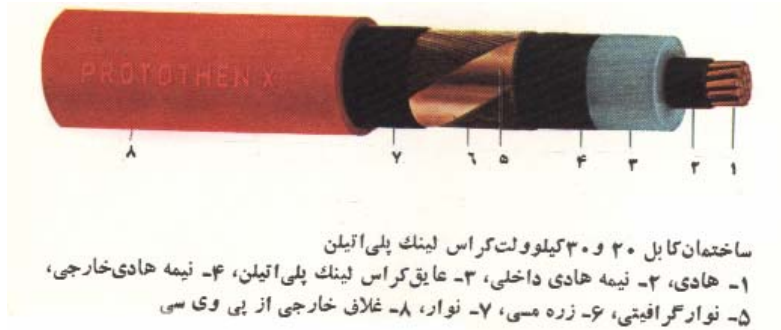 PROTOTHEN X
۸ ۷ ۶ ۵ ۴ ۳ ۲ ۱
ساختمان کابل ۲۰ و ۳۰ کیلوولت کراس لینک پلی اتیلن
۱- هادی، ۲- نیمه هادی داخلی، ۳- عایق کراس لینک پلی اتیلن، ۴- نیمه هادی خارجی،
۵- نوار گرافیتی، ۶- زره مسی، ۷- نوار، ۸- غلاف خارجی از پی وی سی